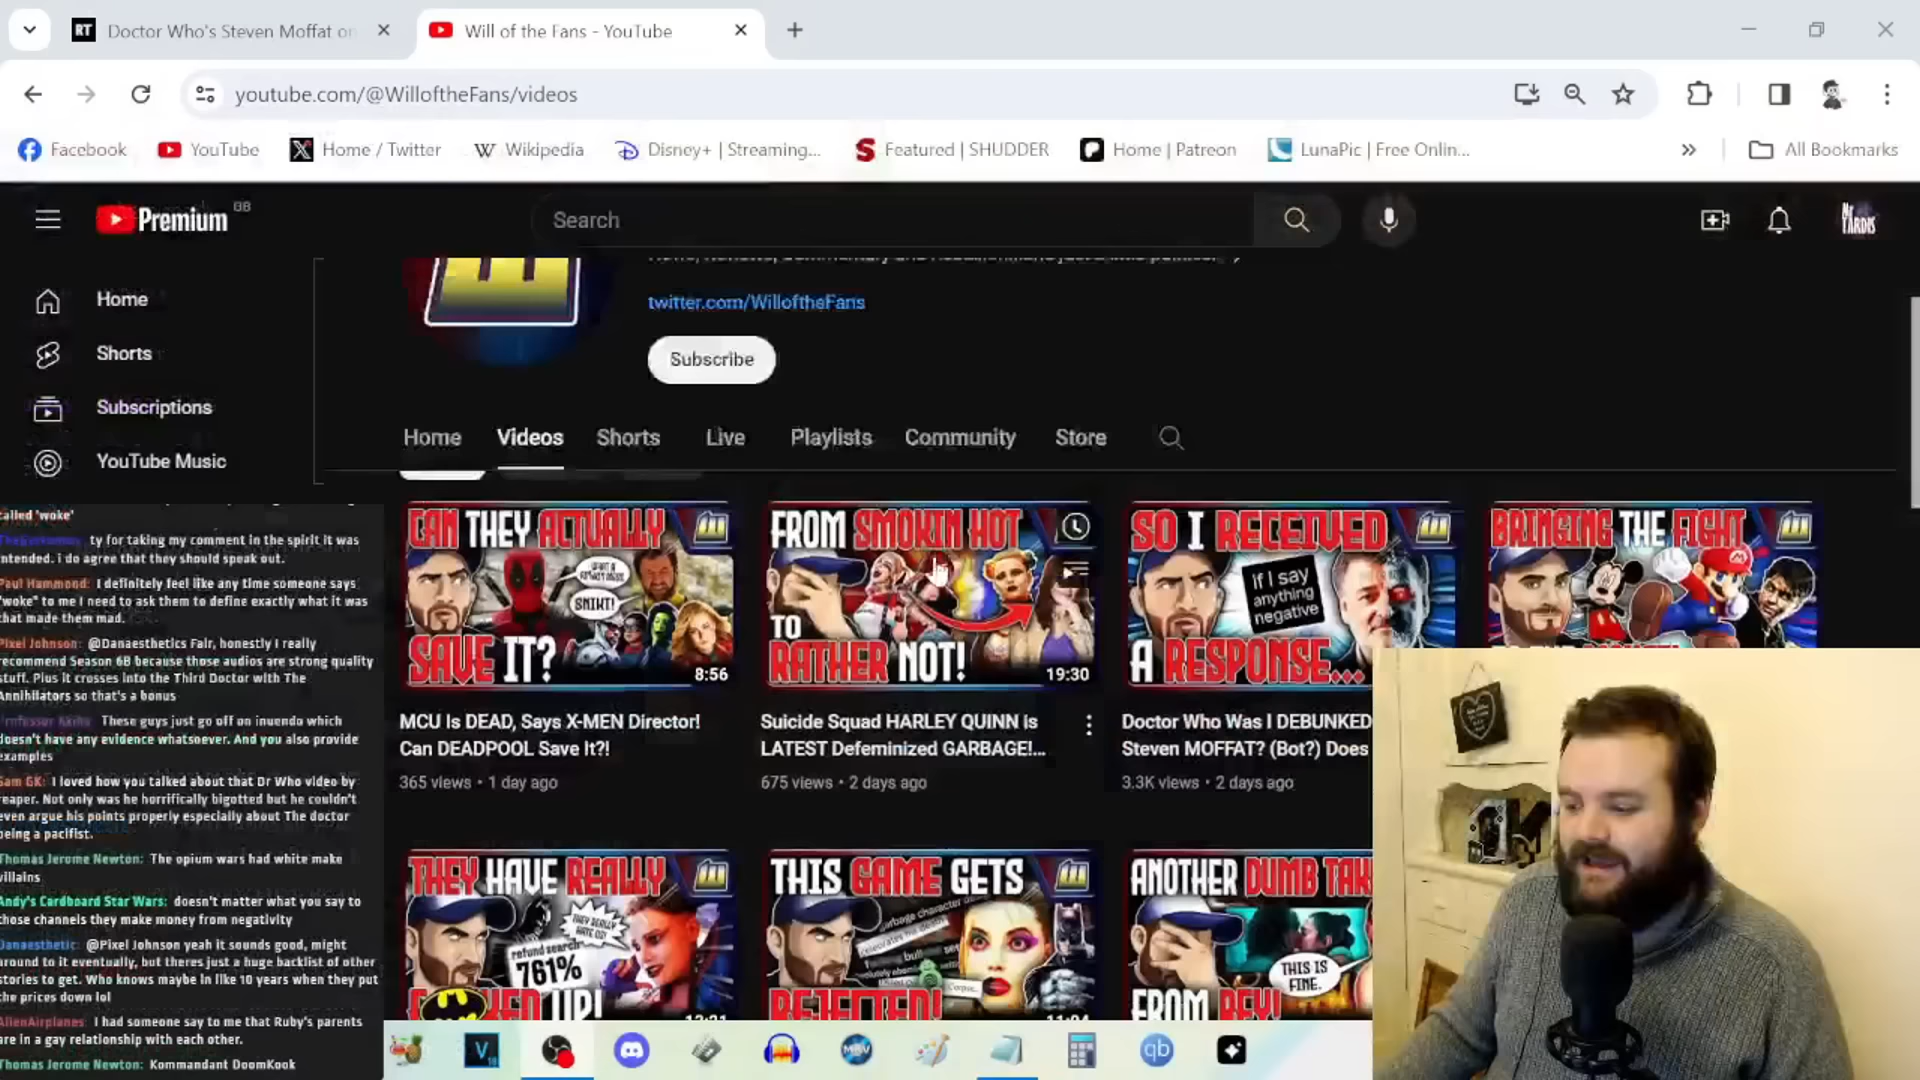 RT Doctor Who's Steven Moffat on
Will of the Fans - YouTube
youtube.com/@WilloftheFans/videos
Facebook
YouTube
Home / Twitter
Wikipedia
Disney+ | Streaming...
Featured | SHUDDER
Home | Patreon
LunaPic | Free Onlin...
All Bookmarks
Premium GB
Search
Mr TARDIS
Home
Shorts
Subscriptions
YouTube Music
twitter.com/WilloftheFans
Subscribe
Home Videos Shorts Live Playlists Community Store
CAN THEY ACTUALLY
SNIKT!
SAVE IT?
8:56
MCU Is DEAD, Says X-MEN Director!
Can DEADPOOL Save It?!
365 views • 1 day ago
FROM SMOKIN HOT
TO
RATHER NOT!
19:30
Suicide Squad HARLEY QUINN is
LATEST Defeminized GARBAGE!...
675 views • 2 days ago
SO I RECEIVED
If I say
anything
negative
A RESPONSE...
Doctor Who Was I DEBUNKED
Steven MOFFAT? (Bot?) Does
3.3K views • 2 days ago
BRINGING THE FIGHT
THEY HAVE REALLY
refund search
761%
THIS GAME GETS
garbage character
REJECTED!
ANOTHER DUMB TAK
THIS IS
FINE.
FROM REY!
called 'woke'
ty for taking my comment in the spirit it was
intended. i do agree that they should speak out.
Paul Hammond: I definitely feel like any time someone says
"woke" to me I need to ask them to define exactly what it was
that made them mad.
Pixel Johnson: @Danaesthetics Fair, honestly I really
recommend Season 6B because those audios are strong quality
stuff. Plus it crosses into the Third Doctor with The
Annihilators so that's a bonus
These guys just go off on inuendo which
doesn't have any evidence whatsoever. And you also provide
examples
Sam GK: I loved how you talked about that Dr Who video by
reaper. Not only was he horrifically bigotted but he couldn't
even argue his points properly especially about The doctor
being a pacifist.
Thomas Jerome Newton: The opium wars had white make
villains
Andy's Cardboard Star Wars: doesn't matter what you say to
those channels they make money from negativity
Danaesthetic: @Pixel Johnson yeah it sounds good, might
around to it eventually, but theres just a huge backlist of other
stories to get. Who knows maybe in like 10 years when they put
the prices down lol
AlienAirplanes: I had someone say to me that Ruby's parents
are in a gay relationship with each other.
Thomas Jerome Newton: Kommandant DoomKook